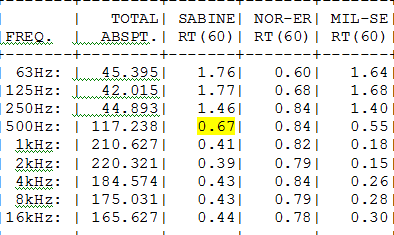 | TOTAL| SABINE| NOR-ER| MIL-SE|
|FREQ. | ABSPT.| RT(60)| RT(60)| RT(60)|
| 63Hz: | 45.395| 1.76| 0.60| 1.64|
| 125Hz: | 42.015| 1.77| 0.68| 1.68|
| 250Hz: | 44.893| 1.46| 0.84| 1.40|
| 500Hz: | 117.238| 0.67| 0.84| 0.55|
| 1kHz: | 210.627| 0.41| 0.82| 0.18|
| 2kHz: | 220.321| 0.39| 0.79| 0.15|
| 4kHz: | 184.574| 0.43| 0.84| 0.26|
| 8kHz: | 175.031| 0.43| 0.79| 0.28|
| 16kHz: | 165.627| 0.44| 0.78| 0.30|